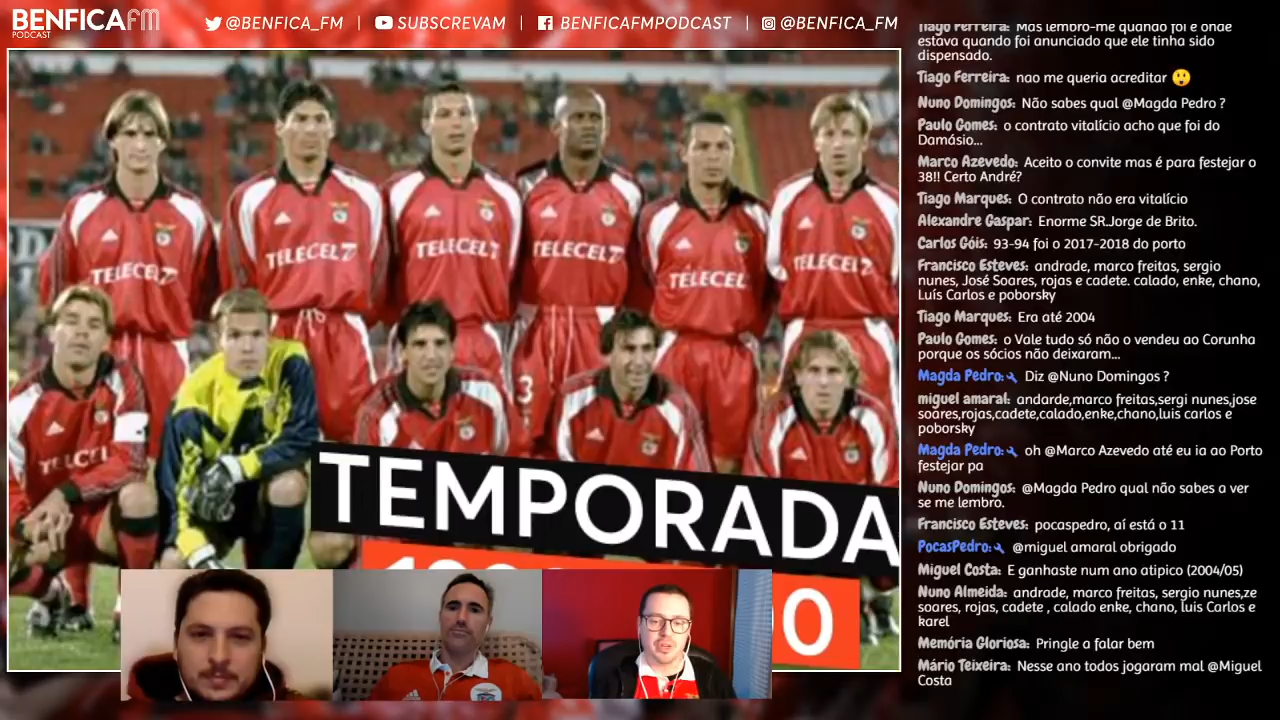 BENFICA FM
PODCAST
@BENFICA_FM | SUBSCREVAM | BENFICAFMPODCAST | @BENFICA_FM
TELECEL
TELECEL
TELECEL
TELECEL
TELECEL
TELECEL
3
TEMPORADA
0
Tiago Ferreira: Mas lembro-me quando foi e onde
estava quando foi anunciado que ele tinha sido
dispensado.
Tiago Ferreira: nao me queria acreditar 😲
Nuno Domingos: Não sabes qual @Magda Pedro ?
Paulo Gomes: o contrato vitalício acho que foi do
Damásio...
Marco Azevedo: Aceito o convite mas é para festejar o
38!! Certo André?
Tiago Marques: O contrato não era vitalício
Alexandre Gaspar: Enorme SR.Jorge de Brito.
Carlos Góis: 93-94 foi o 2017-2018 do porto
Francisco Esteves: andrade, marco freitas, sergio
nunes, José Soares, rojas e cadete. calado, enke, chano,
Luís Carlos e poborsky
Tiago Marques: Era até 2004
Paulo Gomes: o Vale tudo só não o vendeu ao Corunha
porque os sócios não deixaram...
Magda Pedro: Diz @Nuno Domingos ?
miguel amaral: andarde,marco freitas,sergi nunes,jose
soares,rojas,cadete,calado,enke,chano,luis carlos e
poborsky
Magda Pedro: oh @Marco Azevedo até eu ia ao Porto
festejar pa
Nuno Domingos: @Magda Pedro qual não sabes a ver
se me lembro.
Francisco Esteves: pocaspedro, aí está o 11
PocasPedro: @miguel amaral obrigado
Miguel Costa: E ganhaste num ano atipico (2004/05)
Nuno Almeida: andrade, marco freitas, sergio nunes,ze
soares, rojas, cadete , calado enke, chano, luis Carlos e
karel
Memória Gloriosa: Pringle a falar bem
Mário Teixeira: Nesse ano todos jogaram mal @Miguel
Costa